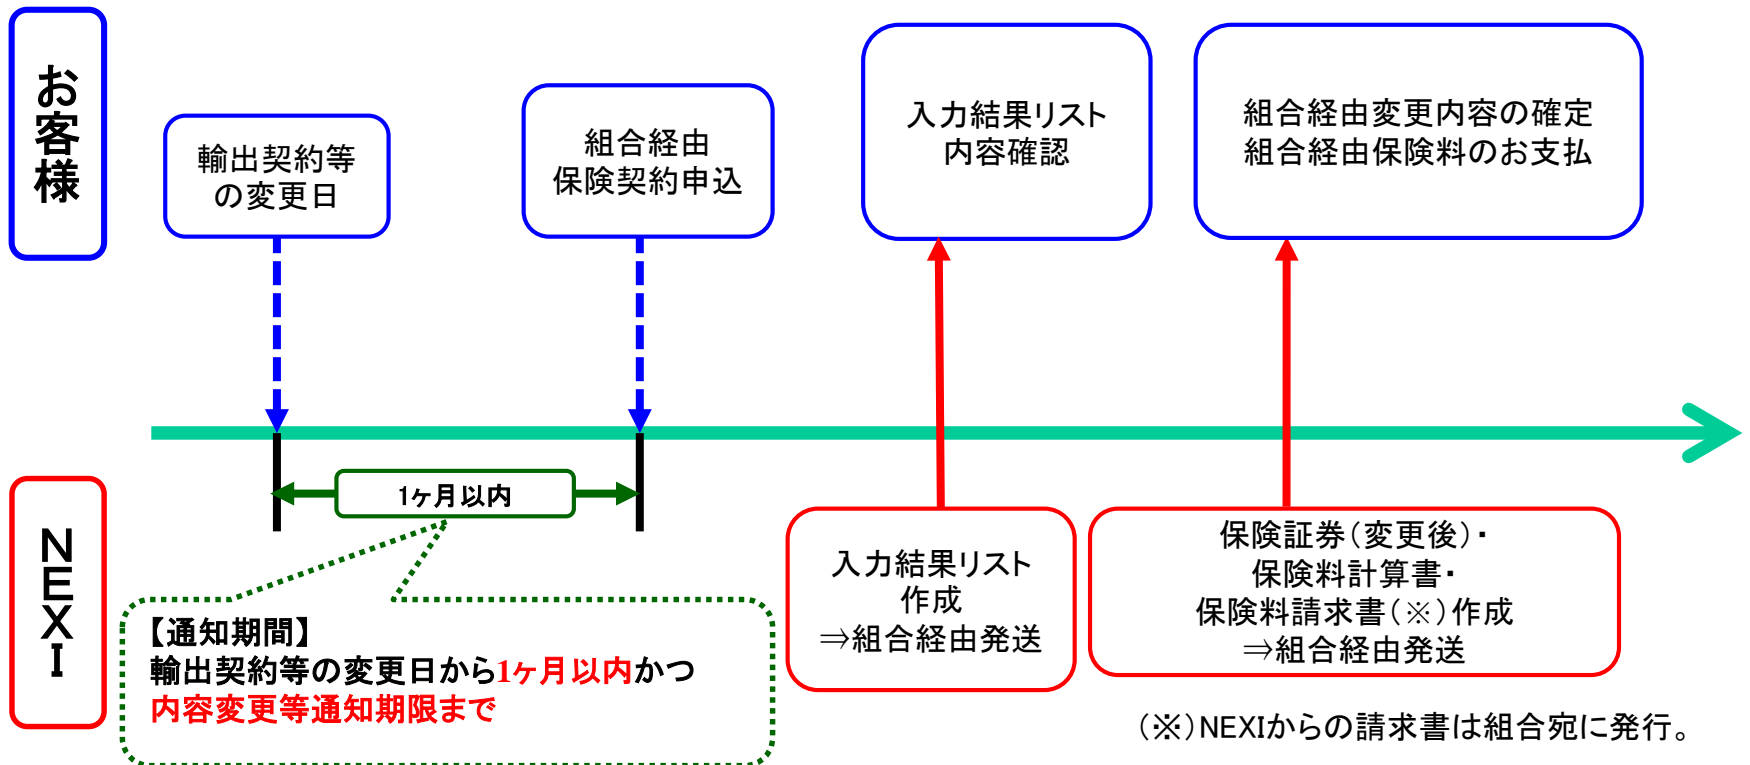 お客様
輸出契約等
の変更日
組合経由
保険契約申込
入力結果リスト
内容確認
組合経由変更内容の確定
組合経由保険料のお支払
1ヶ月以内
NEXI
【通知期間】
輸出契約等の変更日から1ヶ月以内かつ
内容変更等通知期限まで
入力結果リスト
作成
⇒組合経由発送
保険証券(変更後)・
保険料計算書・
保険料請求書(※)作成
⇒組合経由発送
(※)NEXIからの請求書は組合宛に発行。